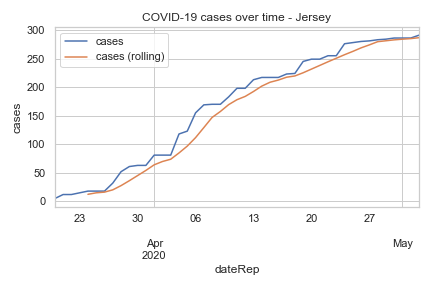 COVID-19 cases over time - Jersey
cases
cases (rolling)
300
250
200
150
100
50
0
cases
23 30 06 13 20 27
Apr May
2020
dateRep